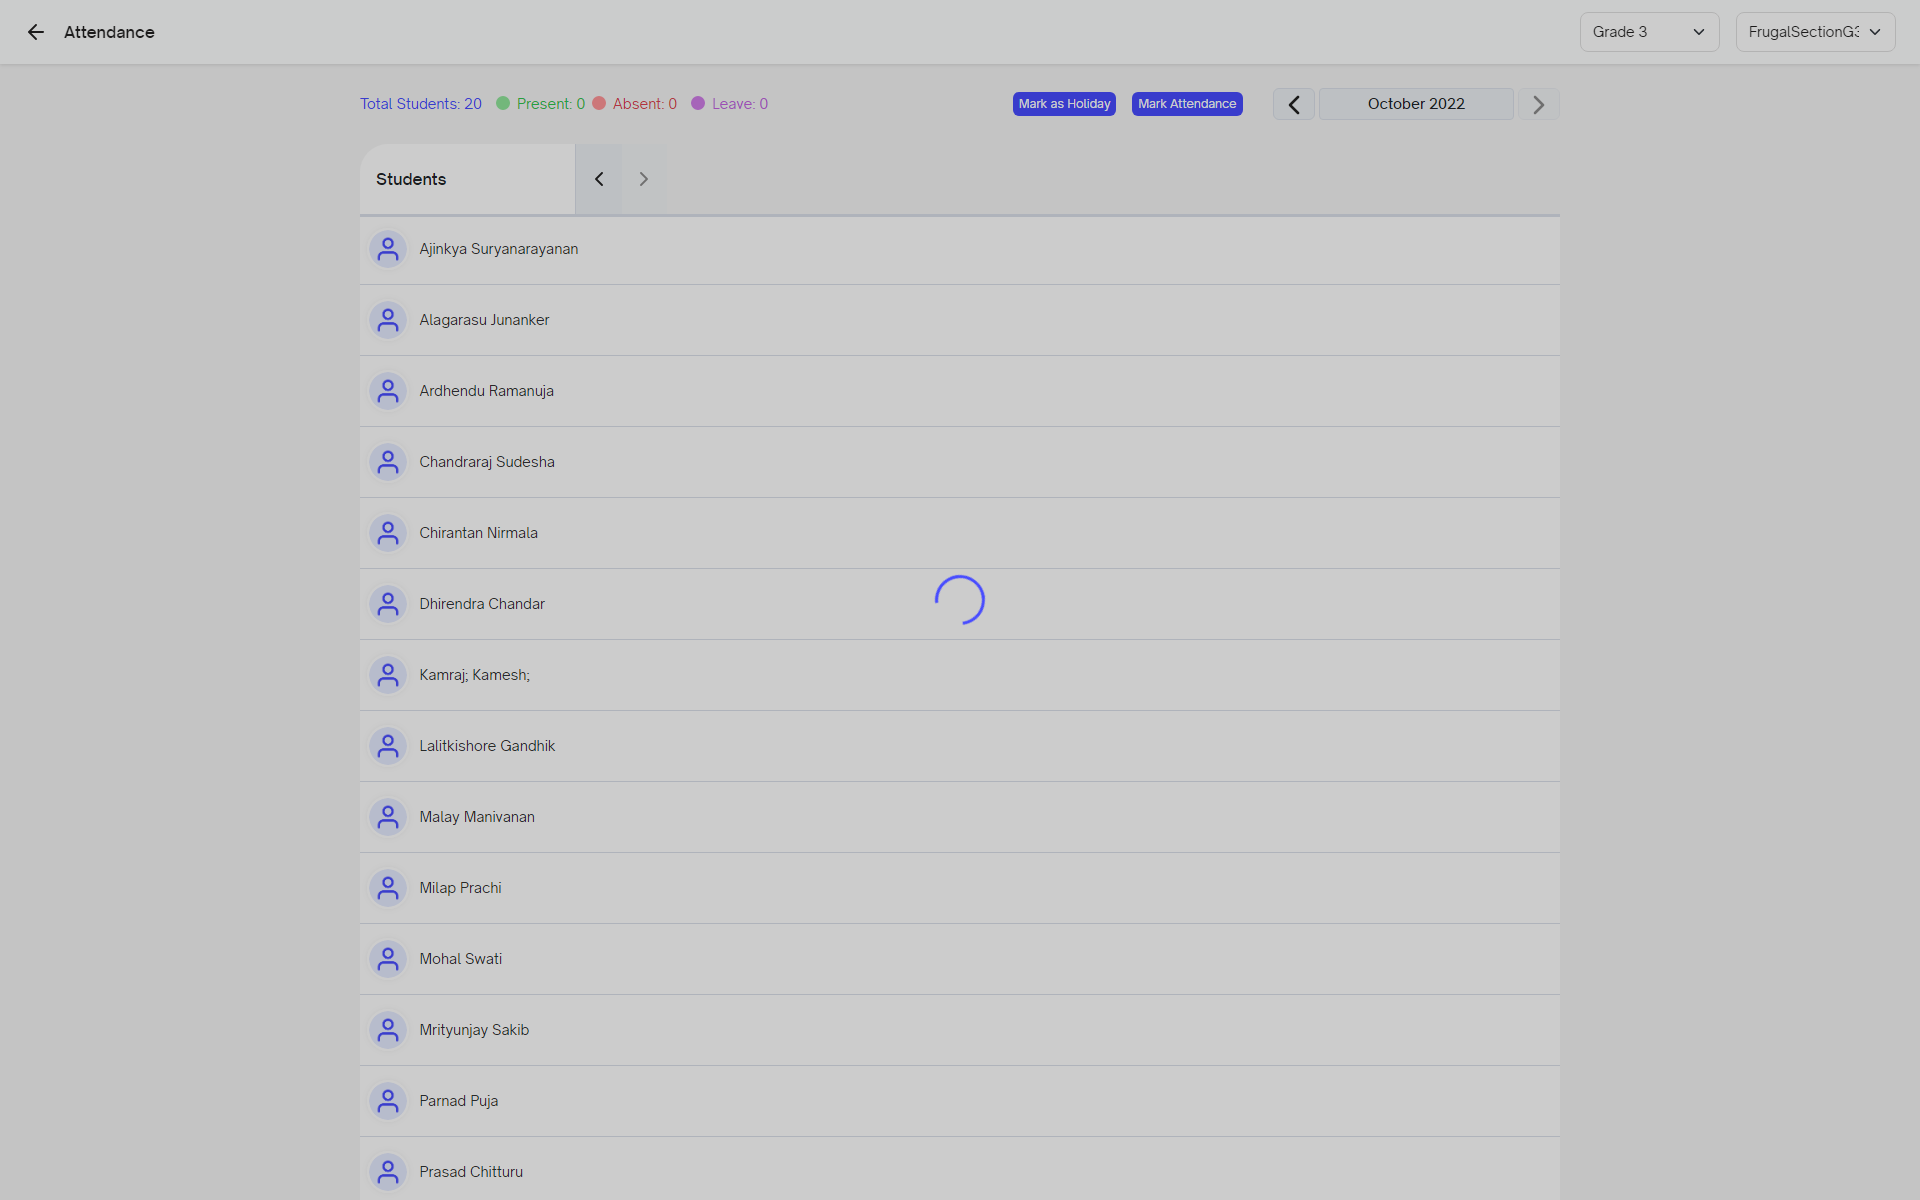 Attendance
Grade 3
FrugalSectionG3
Total Students: 20
Present: 0
Absent: 0
Leave: 0
Mark as Holiday
Mark Attendance
October 2022
Students
Ajinkya Suryanarayanan
Alagarasu Junanker
Ardhendu Ramanuja
Chandraraj Sudesha
Chirantan Nirmala
Dhirendra Chandar
Kamraj; Kamesh;
Lalitkishore Gandhik
Malay Manivanan
Milap Prachi
Mohal Swati
Mrityunjay Sakib
Parnad Puja
Prasad Chitturu